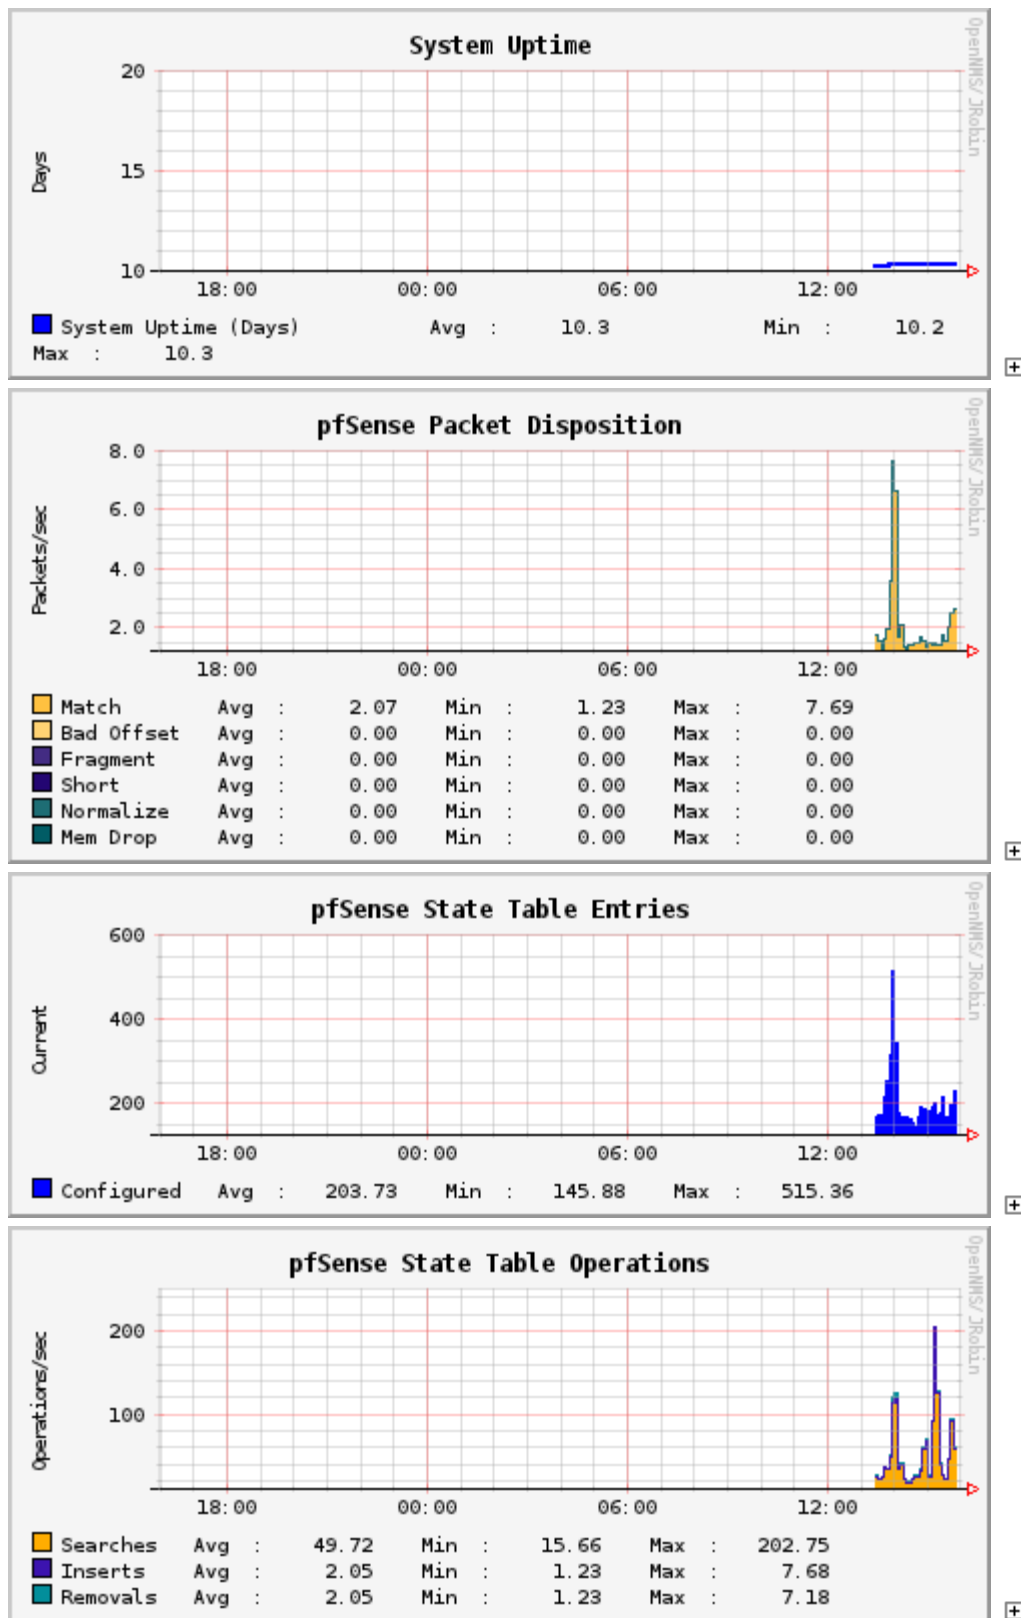 System Uptime
OpenNMS/JRobin
20
15
10
Days
18:00 00:00 06:00 12:00
System Uptime (Days) Avg : 10.3 Min : 10.2
Max : 10.3
pfSense Packet Disposition
OpenNMS/JRobin
8.0
6.0
4.0
2.0
Packets/sec
18:00 00:00 06:00 12:00
Match Avg : 2.07 Min : 1.23 Max : 7.69
Bad Offset Avg : 0.00 Min : 0.00 Max : 0.00
Fragment Avg : 0.00 Min : 0.00 Max : 0.00
Short Avg : 0.00 Min : 0.00 Max : 0.00
Normalize Avg : 0.00 Min : 0.00 Max : 0.00
Mem Drop Avg : 0.00 Min : 0.00 Max : 0.00
pfSense State Table Entries
OpenNMS/JRobin
600
400
200
Current
18:00 00:00 06:00 12:00
Configured Avg : 203.73 Min : 145.88 Max : 515.36
pfSense State Table Operations
OpenNMS/JRobin
200
100
Operations/sec
18:00 00:00 06:00 12:00
Searches Avg : 49.72 Min : 15.66 Max : 202.75
Inserts Avg : 2.05 Min : 1.23 Max : 7.68
Removals Avg : 2.05 Min : 1.23 Max : 7.18